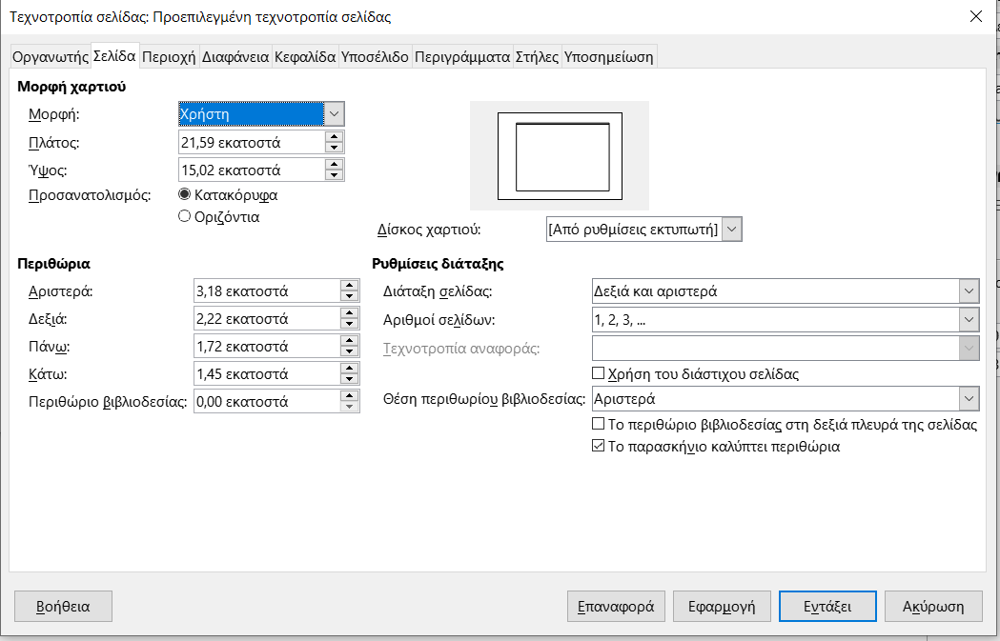 Τεχνοτροπία σελίδας: Προεπιλεγμένη τεχνοτροπία σελίδας
Οργανωτής Σελίδα Περιοχή Διαφάνεια Κεφαλίδα Υποσέλιδο Περιγράμματα Στήλες Υποσημείωση
Μορφή χαρτιού
Μορφή: Χρήστη
Πλάτος: 21,59 εκατοστά
Ύψος: 15,02 εκατοστά
Προσανατολισμός: Κατακόρυφα
Οριζόντια
Δίσκος χαρτιού: [Από ρυθμίσεις εκτυπωτή]
Περιθώρια
Αριστερά: 3,18 εκατοστά
Δεξιά: 2,22 εκατοστά
Πάνω: 1,72 εκατοστά
Κάτω: 1,45 εκατοστά
Περιθώριο βιβλιοδεσίας: 0,00 εκατοστά
Ρυθμίσεις διάταξης
Διάταξη σελίδας: Δεξιά και αριστερά
Αριθμοί σελίδων: 1, 2, 3, ...
Τεχνοτροπία αναφοράς:
Χρήση του διάστιχου σελίδας
Θέση περιθωρίου βιβλιοδεσίας: Αριστερά
Το περιθώριο βιβλιοδεσίας στη δεξιά πλευρά της σελίδας
Το παρασκήνιο καλύπτει περιθώρια
Βοήθεια Επαναφορά Εφαρμογή Εντάξει Ακύρωση